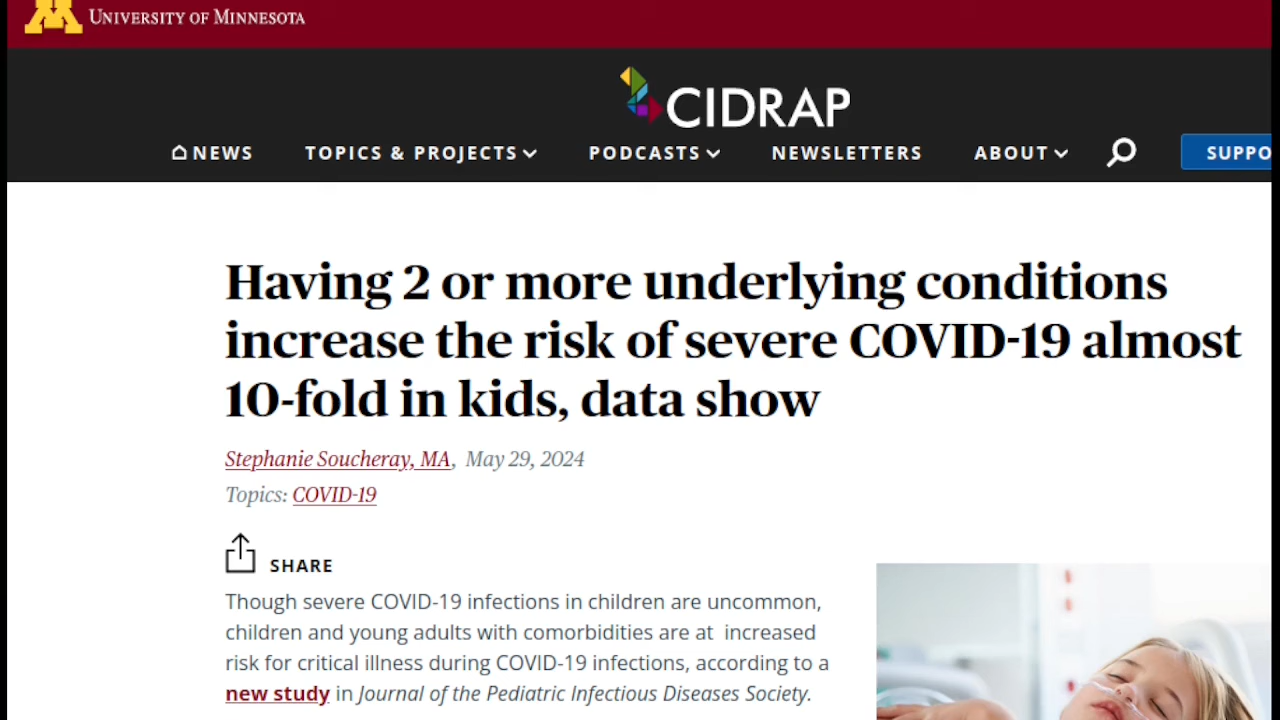 UNIVERSITY OF MINNESOTA
CIDRAP
NEWS TOPICS & PROJECTS PODCASTS NEWSLETTERS ABOUT SUPPO
Having 2 or more underlying conditions
increase the risk of severe COVID-19 almost
10-fold in kids, data show
Stephanie Soucheray, MA, May 29, 2024
Topics: COVID-19
SHARE
Though severe COVID-19 infections in children are uncommon,
children and young adults with comorbidities are at increased
risk for critical illness during COVID-19 infections, according to a
new study in Journal of the Pediatric Infectious Diseases Society.